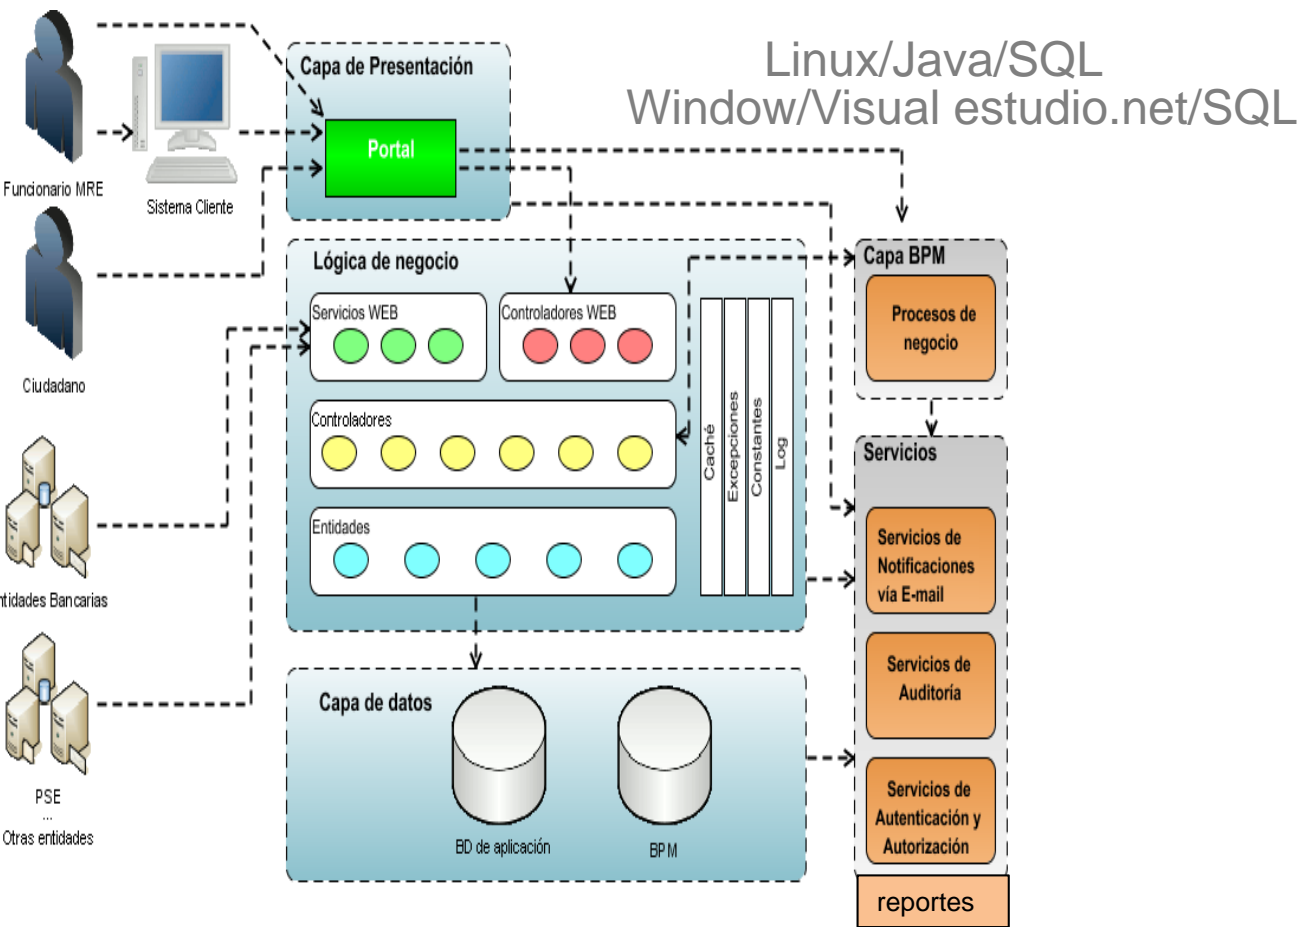 Linux/Java/SQL
Window/Visual estudio.net/SQL
Capa de Presentación
Portal
Funcionario MRE
Sistema Cliente
Ciudadano
ntidades Bancarias
PSE
...
Otras entidades
Lógica de negocio
Servicios WEB
Controladores WEB
Controladores
Entidades
Caché
Excepciones
Constantes
Log
Capa de datos
BD de aplicación
BPM
Capa BPM
Procesos de
negocio
Servicios
Servicios de
Notificaciones
vía E-mail
Servicios de
Auditoría
Servicios de
Autenticación y
Autorización
reportes